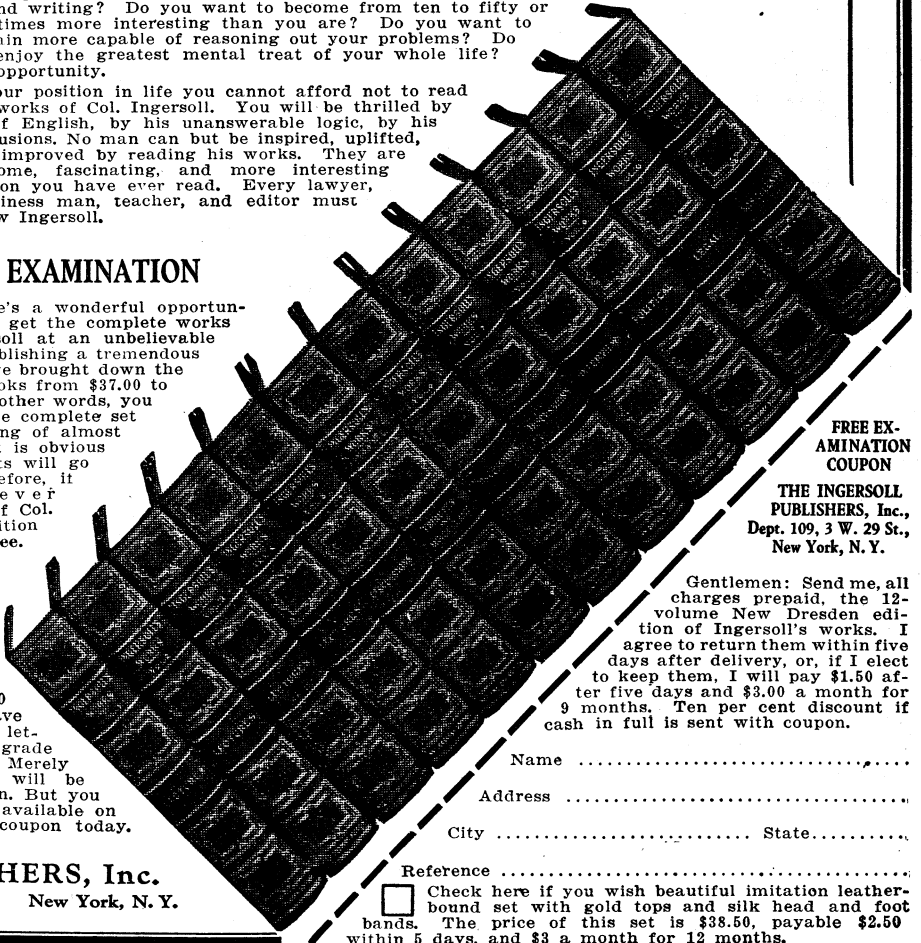 nd writing? Do you want to become from ten to fifty or
times more interesting than you are? Do you want to
in more capable of reasoning out your problems? Do
enjoy the greatest mental treat of your whole life?
opportunity.
our position in life you cannot afford not to read
works of Col. Ingersoll. You will be thrilled by
f English, by his unanswerable logic, by his
usions. No man can but be inspired, uplifted,
improved by reading his works. They are
ome, fascinating, and more interesting
on you have ever read. Every lawyer,
iness man, teacher, and editor must
w Ingersoll.
EXAMINATION
e's a wonderful opportun-
get the complete works
soll at an unbelievable
blishing a tremendous
e brought down the
oks from $37.00 to
other words, you
e complete set
ng of almost
is obvious
ts will go
efore, it
ever
f Col.
ition
ee.
0
ve
let-
grade
Merely
will be
n. But you
available on
coupon today.
HERS, Inc.
New York, N. Y.
FREE EX-
AMINATION
COUPON
THE INGERSOLL
PUBLISHERS, Inc.,
Dept. 109, 3 W. 29 St.,
New York, N. Y.
Gentlemen: Send me, all
charges prepaid, the 12-
volume New Dresden edi-
tion of Ingersoll's works. I
agree to return them within five
days after delivery, or, if I elect
to keep them, I will pay $1.50 af-
ter five days and $3.00 a month for
9 months. Ten per cent discount if
cash in full is sent with coupon.
Name
Address
City State
Reference
Check here if you wish beautiful imitation leather-
bound set with gold tops and silk head and foot
bands. The price of this set is $38.50, payable $2.50
within 5 days, and $3 a month for 12 months.